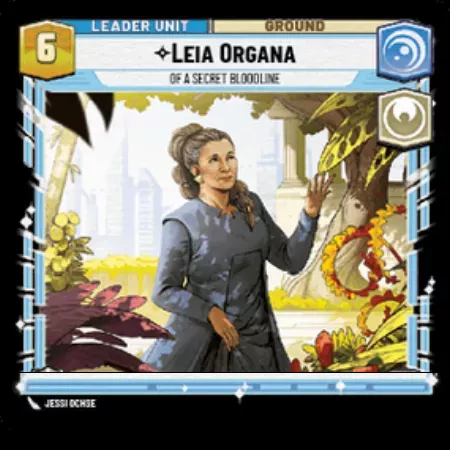 LEADER UNIT
GROUND
6
LEIA ORGANA
OF A SECRET BLOODLINE
JESSI OCHSE